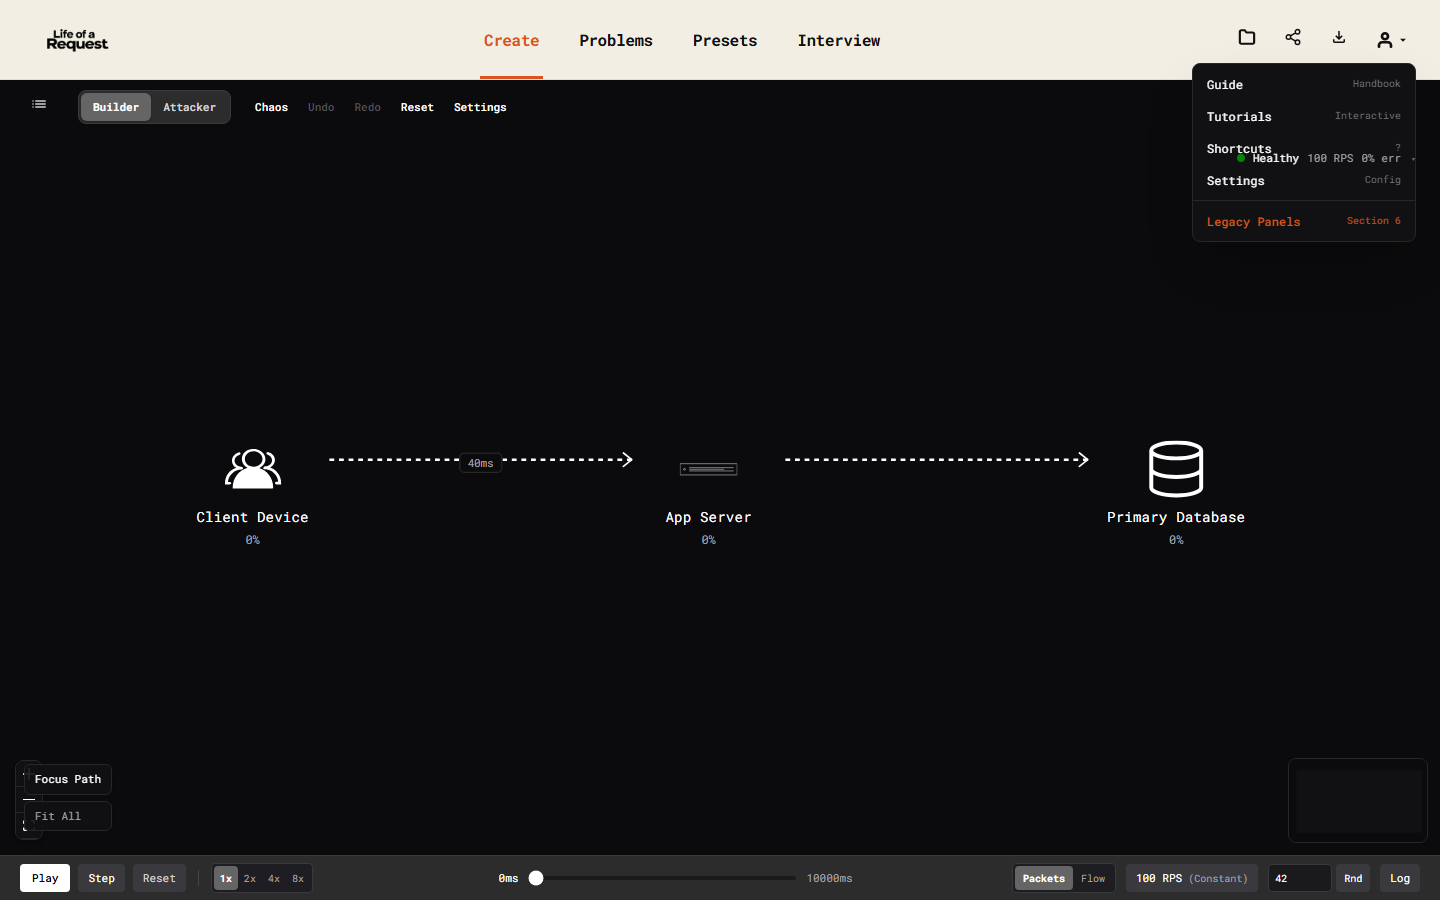 Life of a
Request
Create
Problems
Presets
Interview
Guide Handbook
Tutorials Interactive
Shortcuts ?
Healthy 100 RPS 0% err
Settings Config
Legacy Panels Section 6
Builder
Attacker
Chaos
Undo
Redo
Reset
Settings
40ms
Client Device
0%
App Server
0%
Primary Database
0%
Focus Path
Fit All
Play
Step
Reset
1x 2x 4x 8x
0ms
10000ms
Packets
Flow
100 RPS (Constant)
42
Rnd
Log